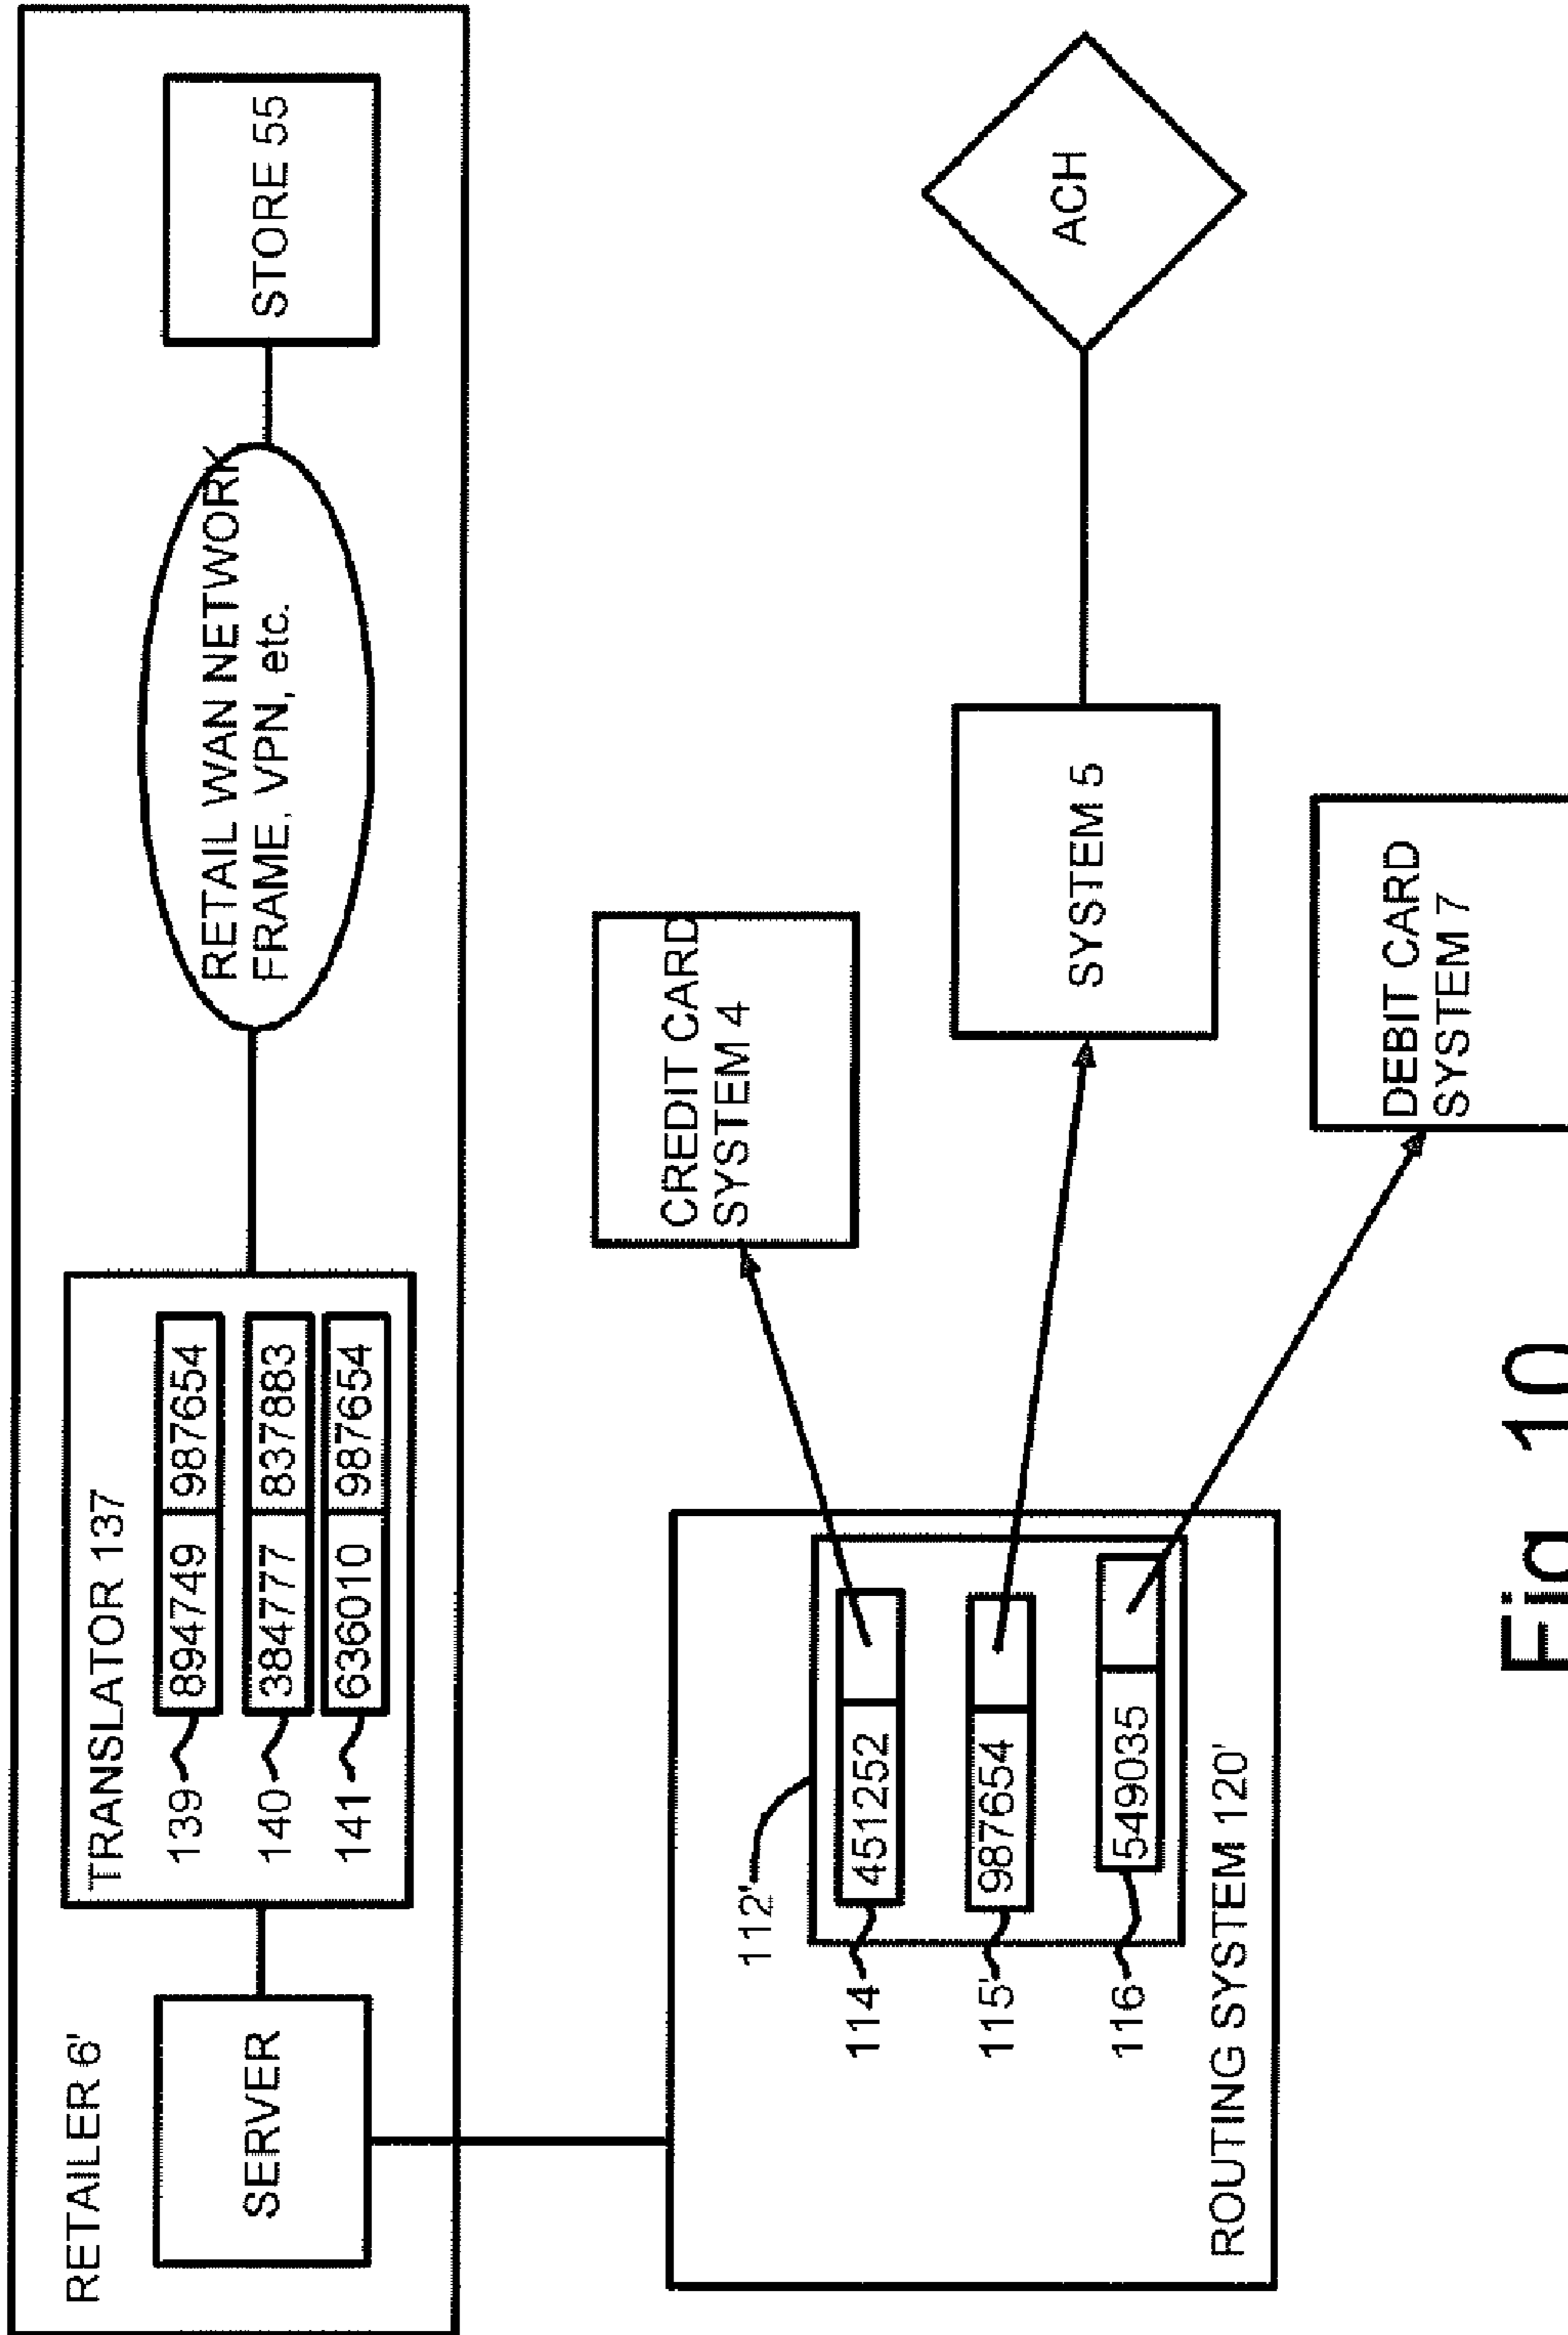 RETAILER 6'
SERVER
TRANSLATOR 137
139
894749 987654
140
384777 837883
141
636010 987654
RETAIL WAN NETWORK
FRAME, VPN, etc.
STORE 55
112'
114
451252
115'
987654
116
549035
ROUTING SYSTEM 120'
CREDIT CARD
SYSTEM 4
SYSTEM 5
ACH
DEBIT CARD
SYSTEM 7
Fig 10